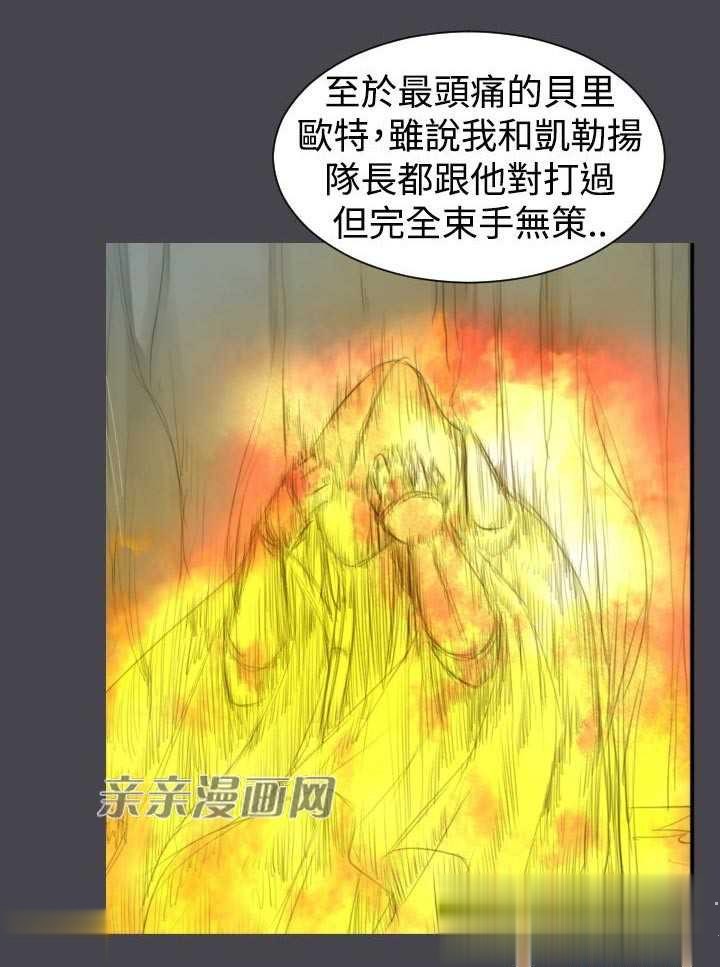 至於最頭痛的貝里
歐特,雖說我和凱勒揚
隊長都跟他對打過
但完全束手無策..
亲亲漫画网